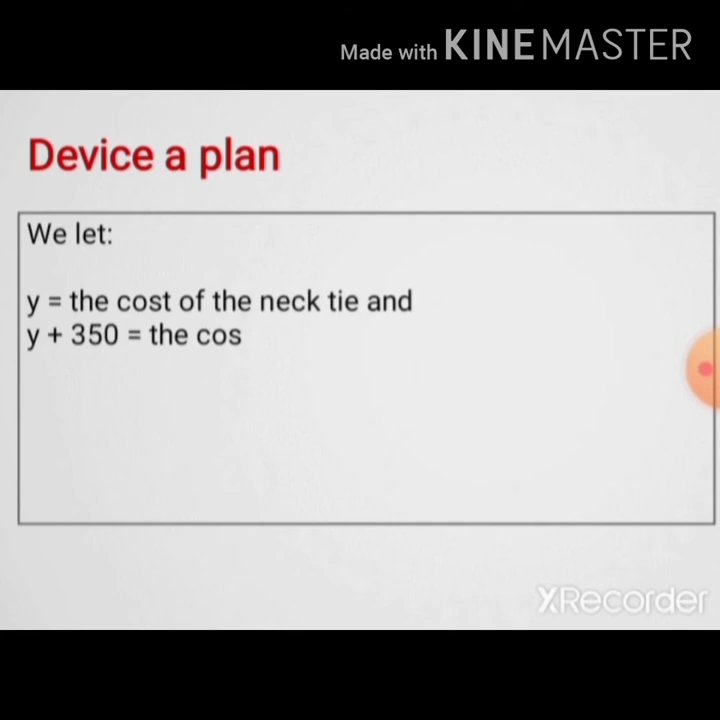 Made with KINEMASTER
Device a plan
We let:
y = the cost of the neck tie and
y + 350 = the cos
XRecorder